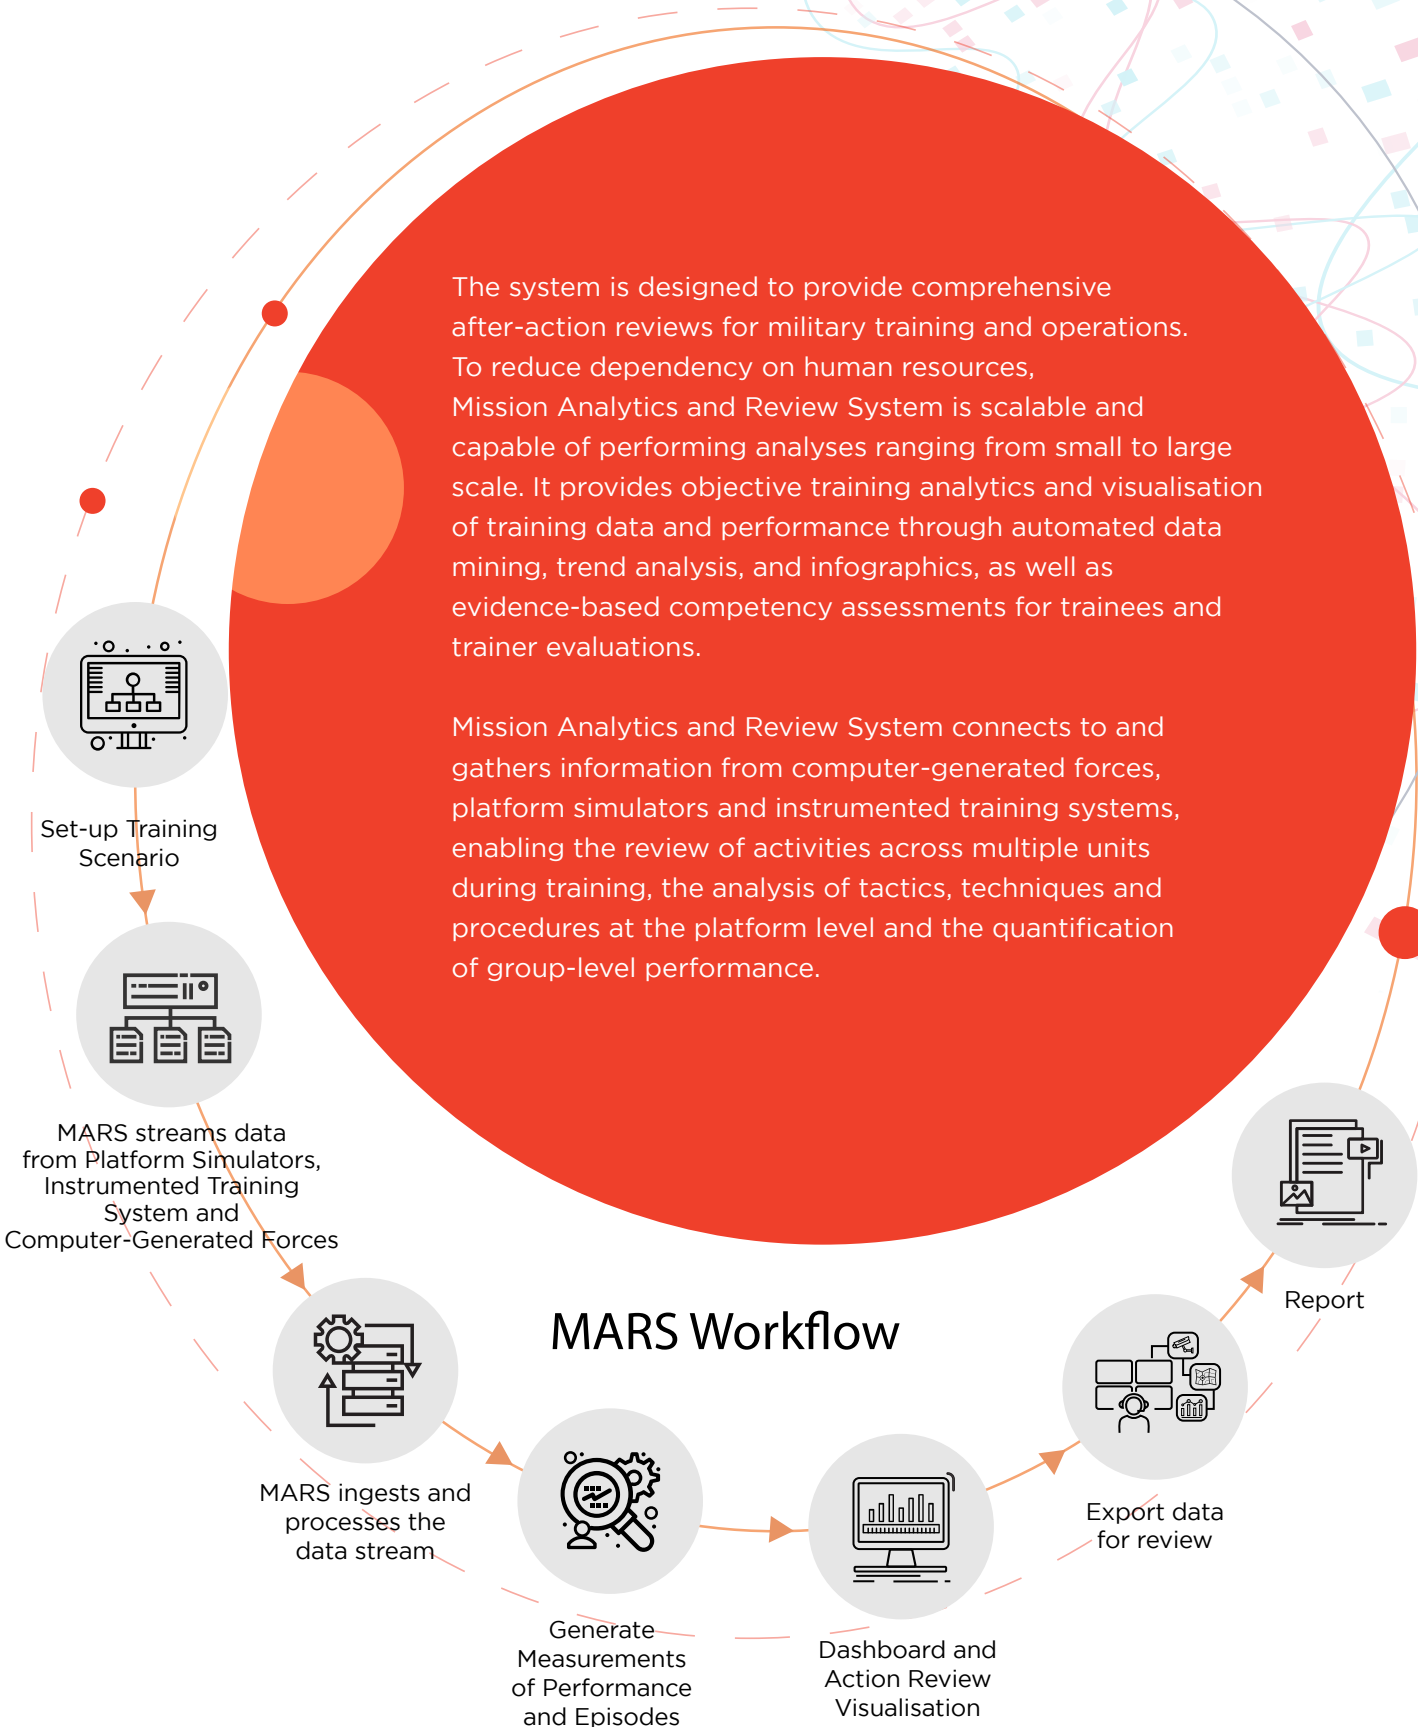 The system is designed to provide comprehensive
after-action reviews for military training and operations.
To reduce dependency on human resources,
Mission Analytics and Review System is scalable and
capable of performing analyses ranging from small to large
scale. It provides objective training analytics and visualisation
of training data and performance through automated data
mining, trend analysis, and infographics, as well as
evidence-based competency assessments for trainees and
trainer evaluations.
Mission Analytics and Review System connects to and
gathers information from computer-generated forces,
platform simulators and instrumented training systems,
enabling the review of activities across multiple units
during training, the analysis of tactics, techniques and
procedures at the platform level and the quantification
of group-level performance.
MARS Workflow
Set-up Training
Scenario
MARS streams data
from Platform Simulators,
Instrumented Training
System and
Computer-Generated Forces
MARS ingests and
processes the
data stream
Generate
Measurements
of Performance
and Episodes
Dashboard and
Action Review
Visualisation
Export data
for review
Report